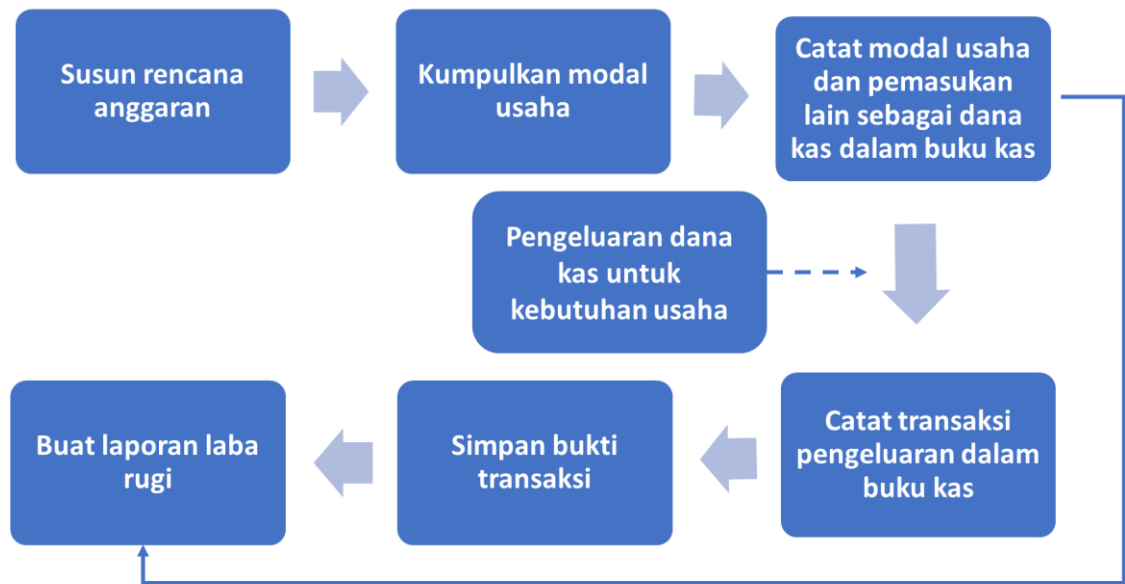 Susun rencana
anggaran
Kumpulkan modal
usaha
Catat modal usaha
dan pemasukan
lain sebagai dana
kas dalam buku kas
Pengeluaran dana
kas untuk
kebutuhan usaha
Catat transaksi
pengeluaran dalam
buku kas
Simpan bukti
transaksi
Buat laporan laba
rugi